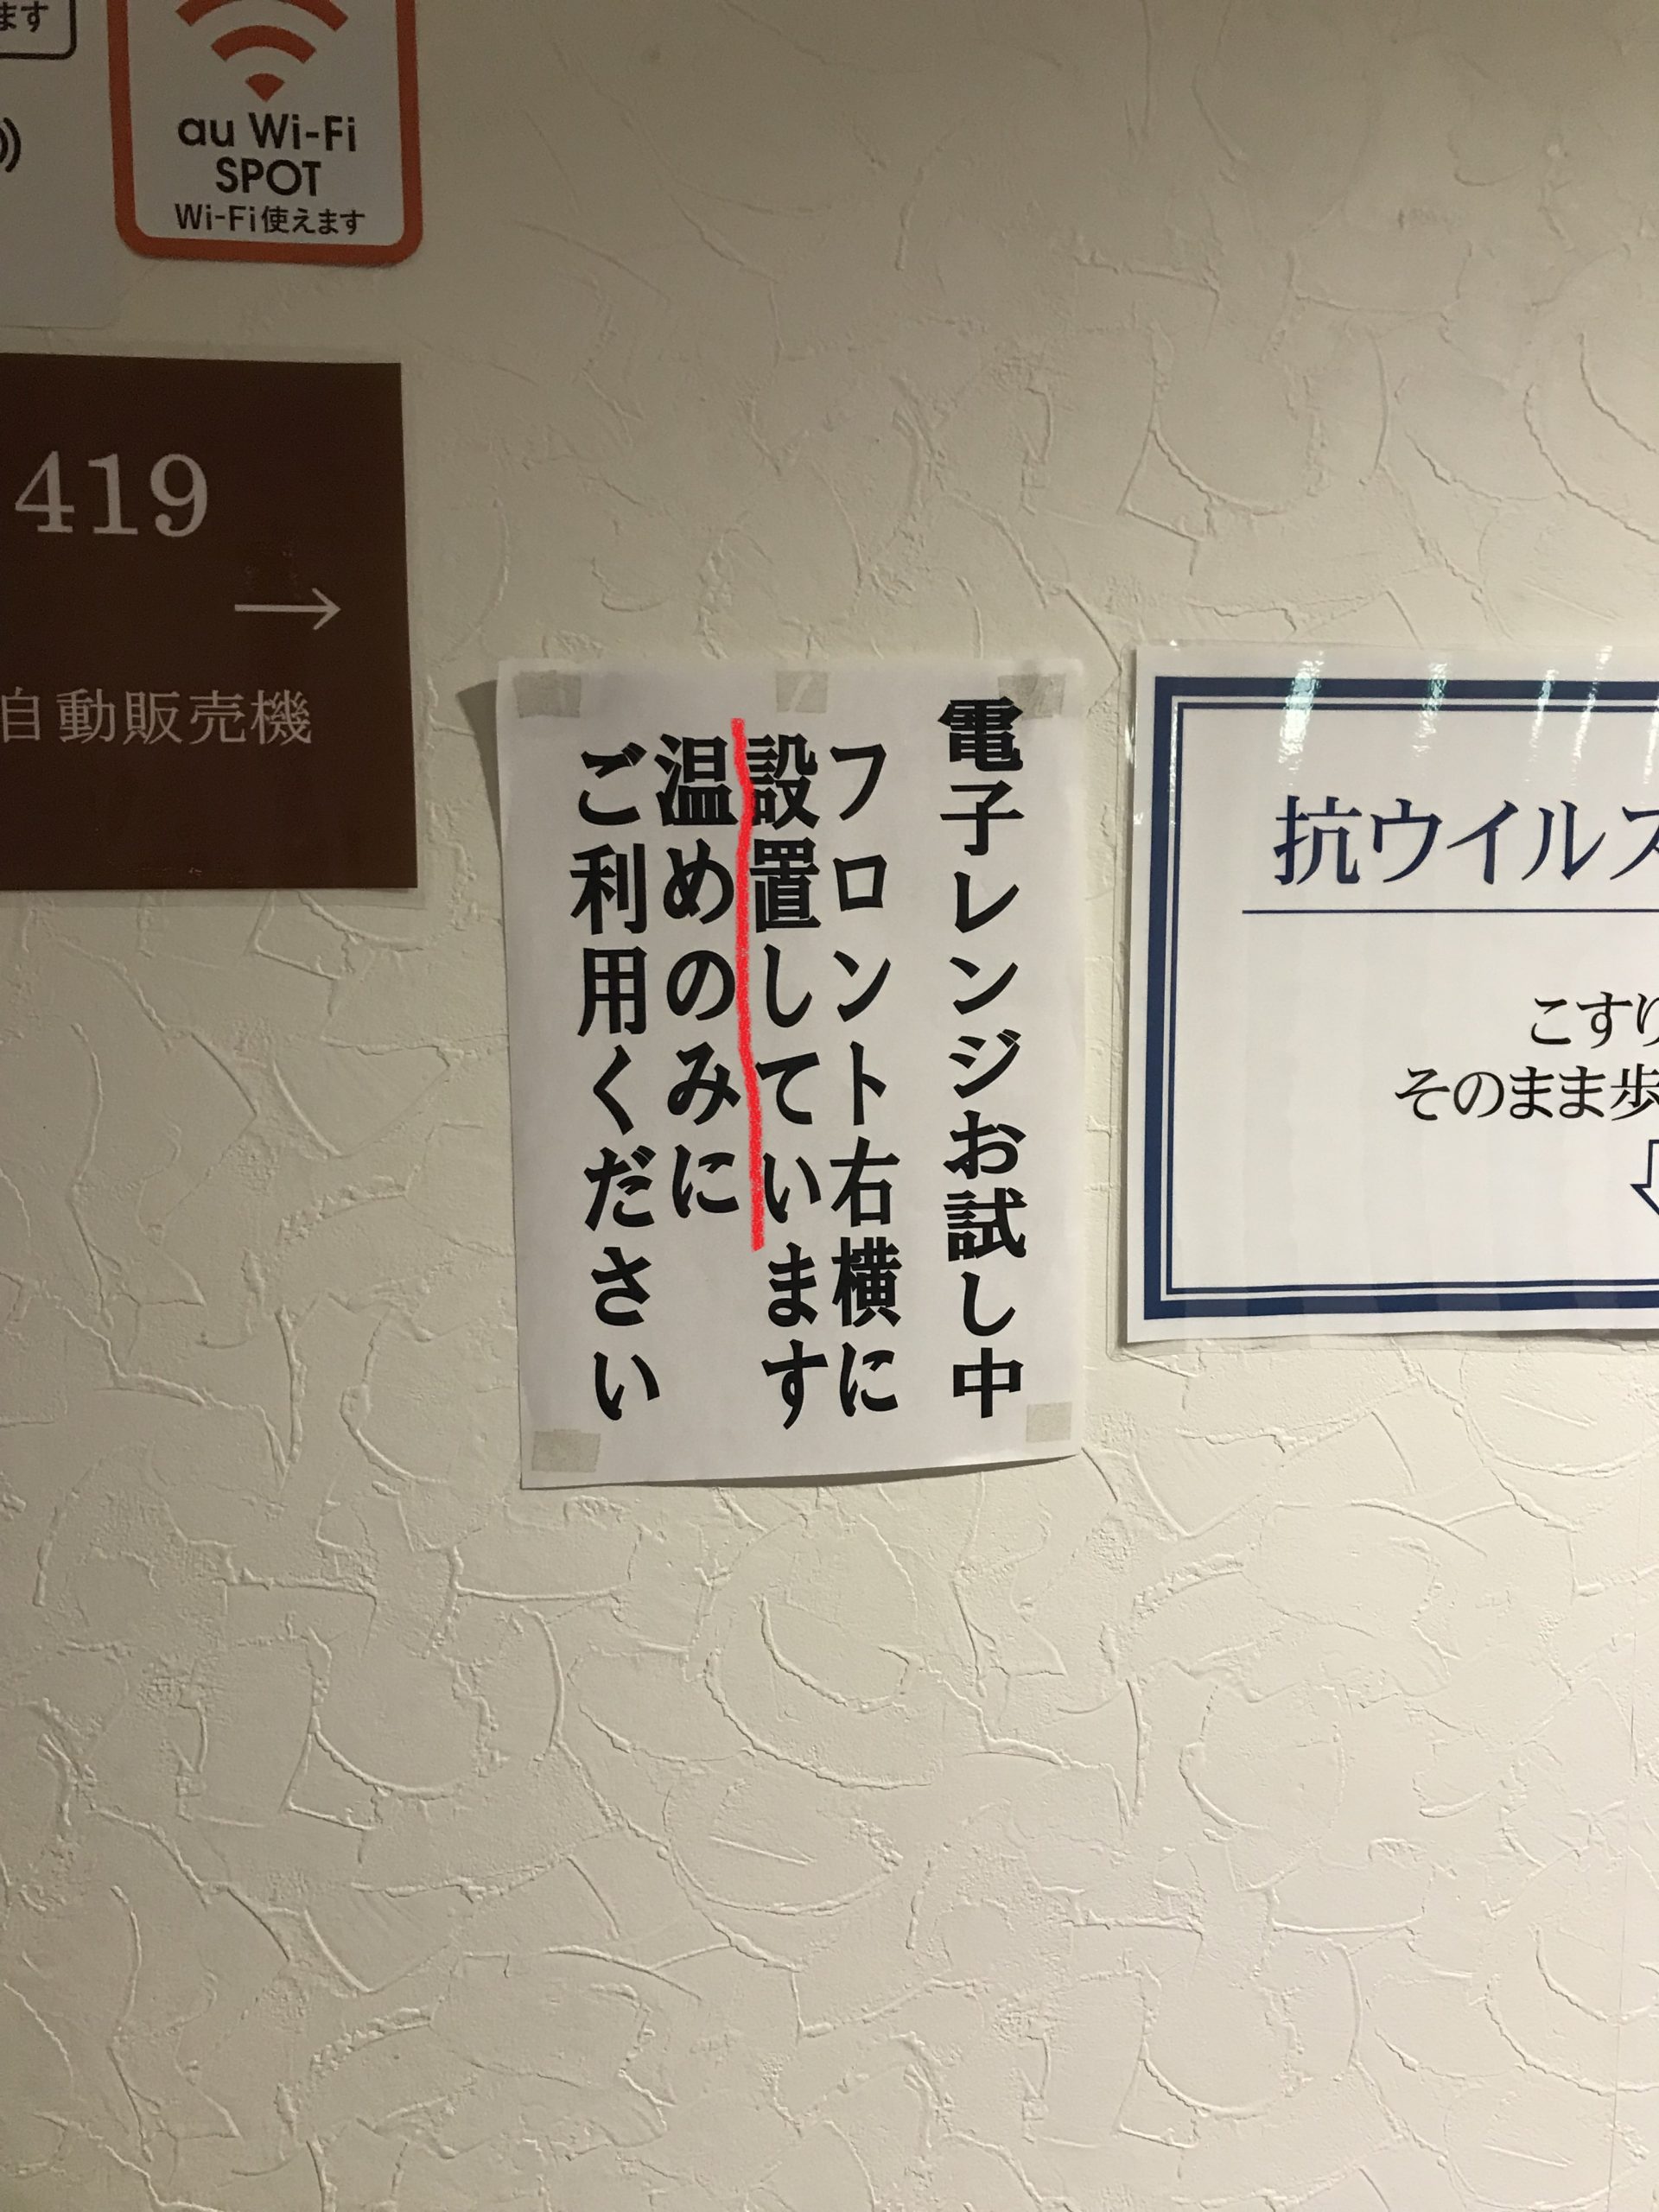 ます
au Wi-Fi
SPOT
Wi-Fi使えます
419
→
自動販売機
電子レンジお試し中
フロント右横に
設置しています
温めのみに
ご利用ください
抗ウイルス
こすり
そのまま歩